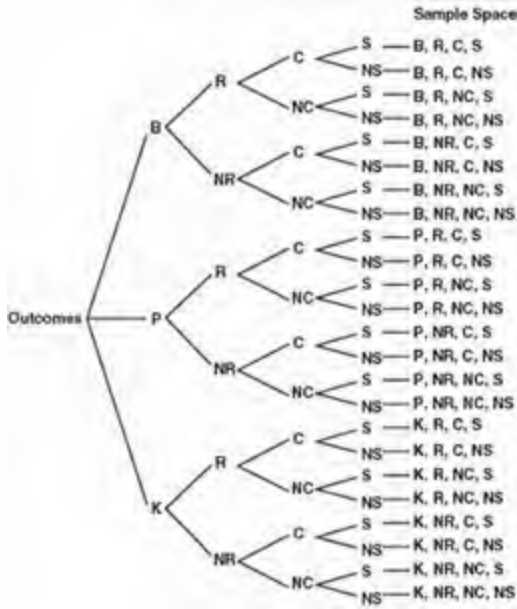 Sample Space
S B, R, C, S
C
NS B, R, C, NS
R
S B, R, NC, S
NC
NS B, R, NC, NS
B
S B, NR, C, S
C
NS B, NR, C, NS
NR
S B, NR, NC, S
NC
NS B, NR, NC, NS
S P, R, C, S
C
NS P, R, C, NS
R
S P, R, NC, S
NC
NS P, R, NC, NS
Outcomes P
S P, NR, C, S
C
NS P, NR, C, NS
NR
S P, NR, NC, S
NC
NS P, NR, NC, NS
S K, R, C, S
C
NS K, R, C, NS
R
S K, R, NC, S
NC
NS K, R, NC, NS
K
S K, NR, C, S
C
NS K, NR, C, NS
NR
S K, NR, NC, S
NC
NS K, NR, NC, NS